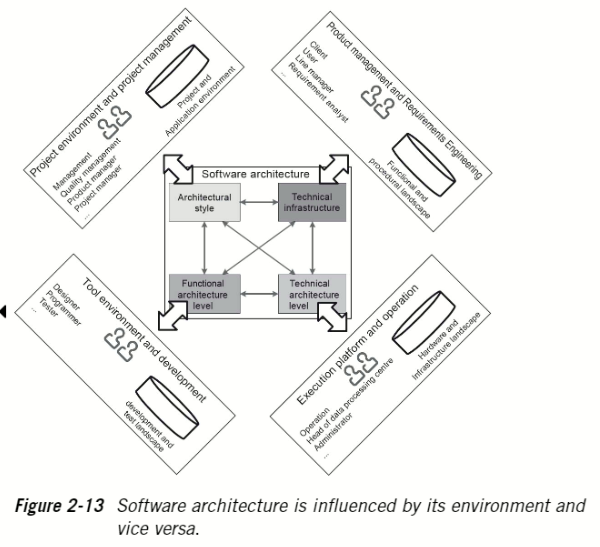 Project environment and project management
Management
Quality management
Product manager
Project manager
...
Project and
Application environment
Product management and Requirements Engineering
Client
User
Line manager
Requirement analyst
...
Functional and
procedural landscape
Software architecture
Architectural
style
Technical
infrastructure
Functional
architecture
level
Technical
architecture
level
Tool environment and development
Designer
Programmer
Tester
...
development and
test landscape
Execution platform and operation
Operation
Head of data processing centre
Administrator
...
Hardware and
Infrastructure landscape
Figure 2-13 Software architecture is influenced by its environment and
vice versa.